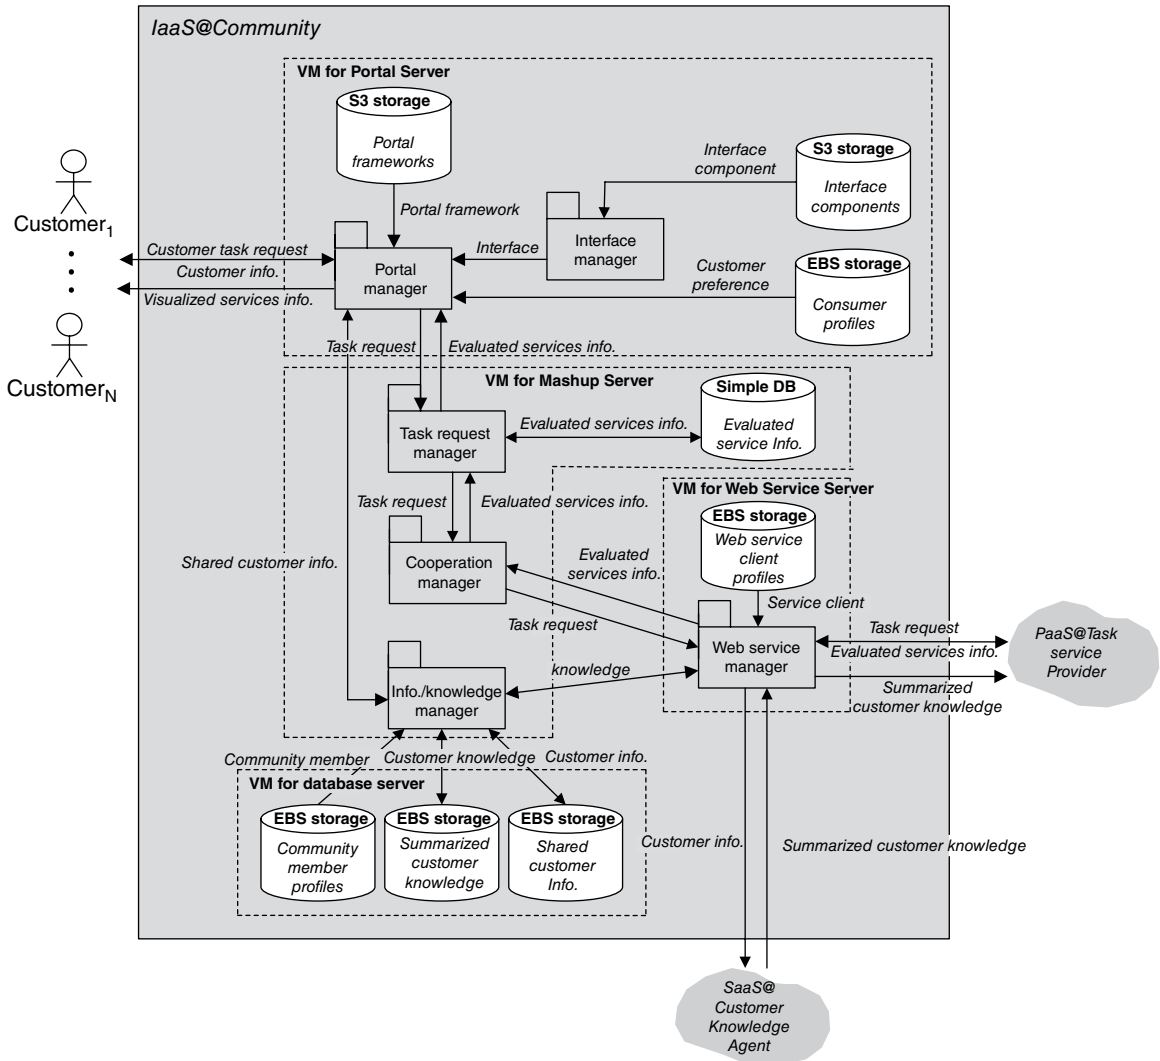 IaaS@Community
VM for Portal Server
S3 storage
Portal
frameworks
Interface
component
S3 storage
Interface
components
Customer1
Portal framework
Interface
manager
Customer task request
Customer info.
Visualized services info.
Portal
manager
Interface
Customer
preference
EBS storage
Consumer
profiles
CustomerN
Task request
Evaluated services info.
VM for Mashup Server
Simple DB
Evaluated
service Info.
Task request
manager
Evaluated services info.
Task request
Evaluated services info.
VM for Web Service Server
EBS storage
Web service
client
profiles
Shared customer info.
Cooperation
manager
Evaluated
services info.
Service client
Task request
Web service
manager
Task request
Evaluated services info.
PaaS@Task
service
Provider
Info./knowledge
manager
knowledge
Summarized
customer knowledge
Community member
Customer knowledge
Customer info.
VM for database server
EBS storage
Community
member
profiles
EBS storage
Summarized
customer
knowledge
EBS storage
Shared
customer
Info.
Customer info.
Summarized customer knowledge
SaaS@
Customer
Knowledge
Agent